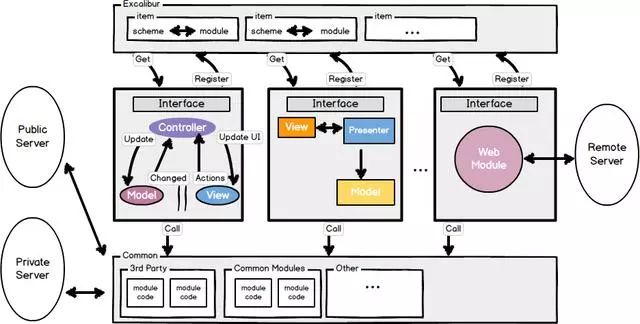 Excalibur
item
scheme
module
item
scheme
module
item
...
Get
Register
Get
Register
Get
Register
Interface
Controller
Update
Update UI
Changed
Actions
Model
View
Interface
View
Presenter
Model
...
Interface
Web
Module
Public
Server
Remote
Server
Private
Server
Call
Call
Call
Common
3rd Party
module
code
module
code
Common Modules
module
code
module
code
Other
...